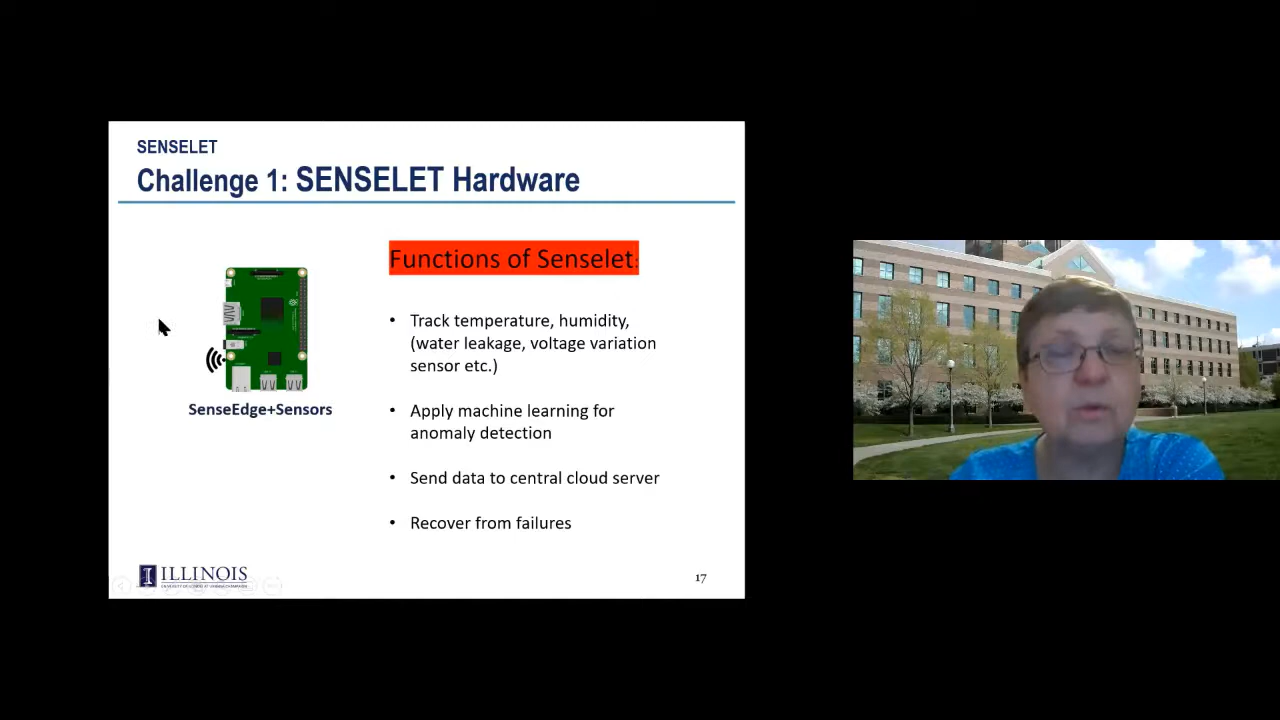 SENSELET
Challenge 1: SENSELET Hardware
Functions of Senselet:
• Track temperature, humidity,
(water leakage, voltage variation
sensor etc.)
• Apply machine learning for
anomaly detection
• Send data to central cloud server
• Recover from failures
SenseEdge+Sensors
ILLINOIS
17